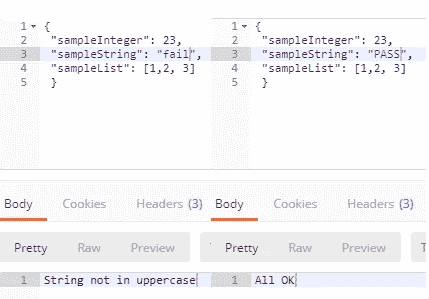 1 {
2 "sampleInteger": 23,
3 "sampleString": "fail",
4 "sampleList": [1,2, 3]
5 }
Body Cookies Headers (3)
Pretty Raw Preview
1 String not in uppercase
1 {
2 "sampleInteger": 23,
3 "sampleString": "PASS",
4 "sampleList": [1,2, 3]
5 }
Body Cookies Headers (3)
Pretty Raw Preview T
1 All OK